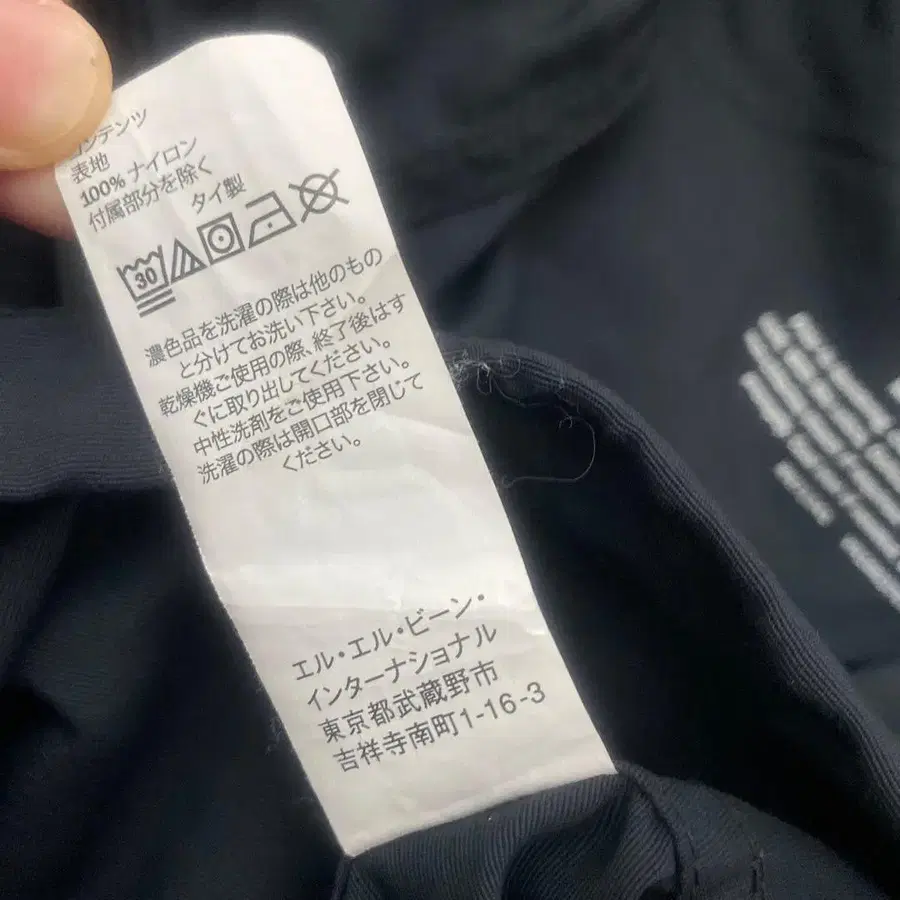 コンテンツ
表地
100% ナイロン
付属部分を除く
タイ製
30
濃色品を洗濯の際は他のもの
と分けてお洗い下さい。
乾燥機ご使用の際、終了後はす
ぐに取り出してください。
中性洗剤をご使用下さい。
洗濯の際は開口部を閉じて
ください。
エル・エル・ビーン・
インターナショナル
東京都武蔵野市
吉祥寺南町1-16-3